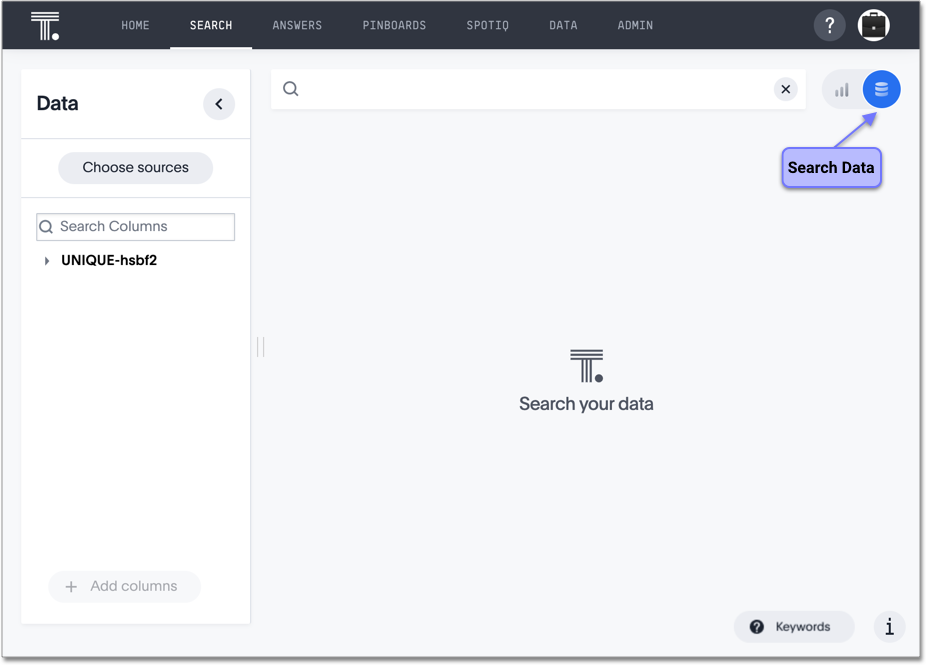 HOME SEARCH ANSWERS PINBOARDS SPOTIQ DATA ADMIN ?
Data
Choose sources
Search Columns
UNIQUE-hsbf2
+ Add columns
Search Data
T.
Search your data
? Keywords
i